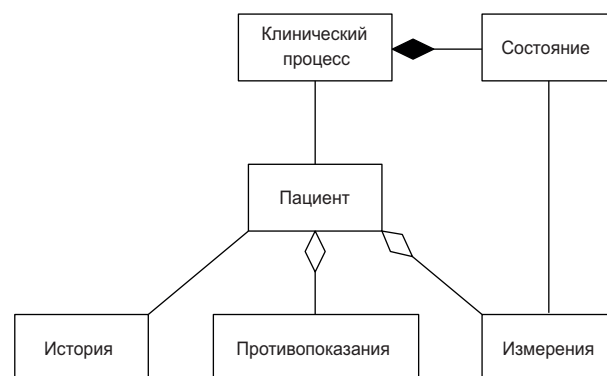 Клинический
процесс
Состояние
Пациент
История
Противопоказания
Измерения